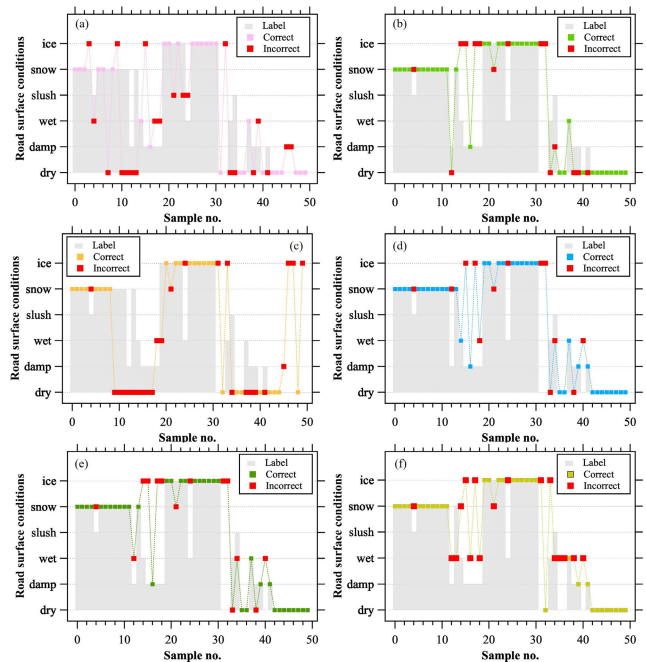 (a)
Label
Correct
Incorrect
Road surface conditions
ice
snow
slush
wet
damp
dry
0 10 20 30 40 50
Sample no.
(b)
Label
Correct
Incorrect
Road surface conditions
ice
snow
slush
wet
damp
dry
0 10 20 30 40 50
Sample no.
Label
Correct
Incorrect
(c)
Road surface conditions
ice
snow
slush
wet
damp
dry
0 10 20 30 40 50
Sample no.
(d)
Label
Correct
Incorrect
Road surface conditions
ice
snow
slush
wet
damp
dry
0 10 20 30 40 50
Sample no.
(e)
Label
Correct
Incorrect
Road surface conditions
ice
snow
slush
wet
damp
dry
0 10 20 30 40 50
Sample no.
(f)
Label
Correct
Incorrect
Road surface conditions
ice
snow
slush
wet
damp
dry
0 10 20 30 40 50
Sample no.